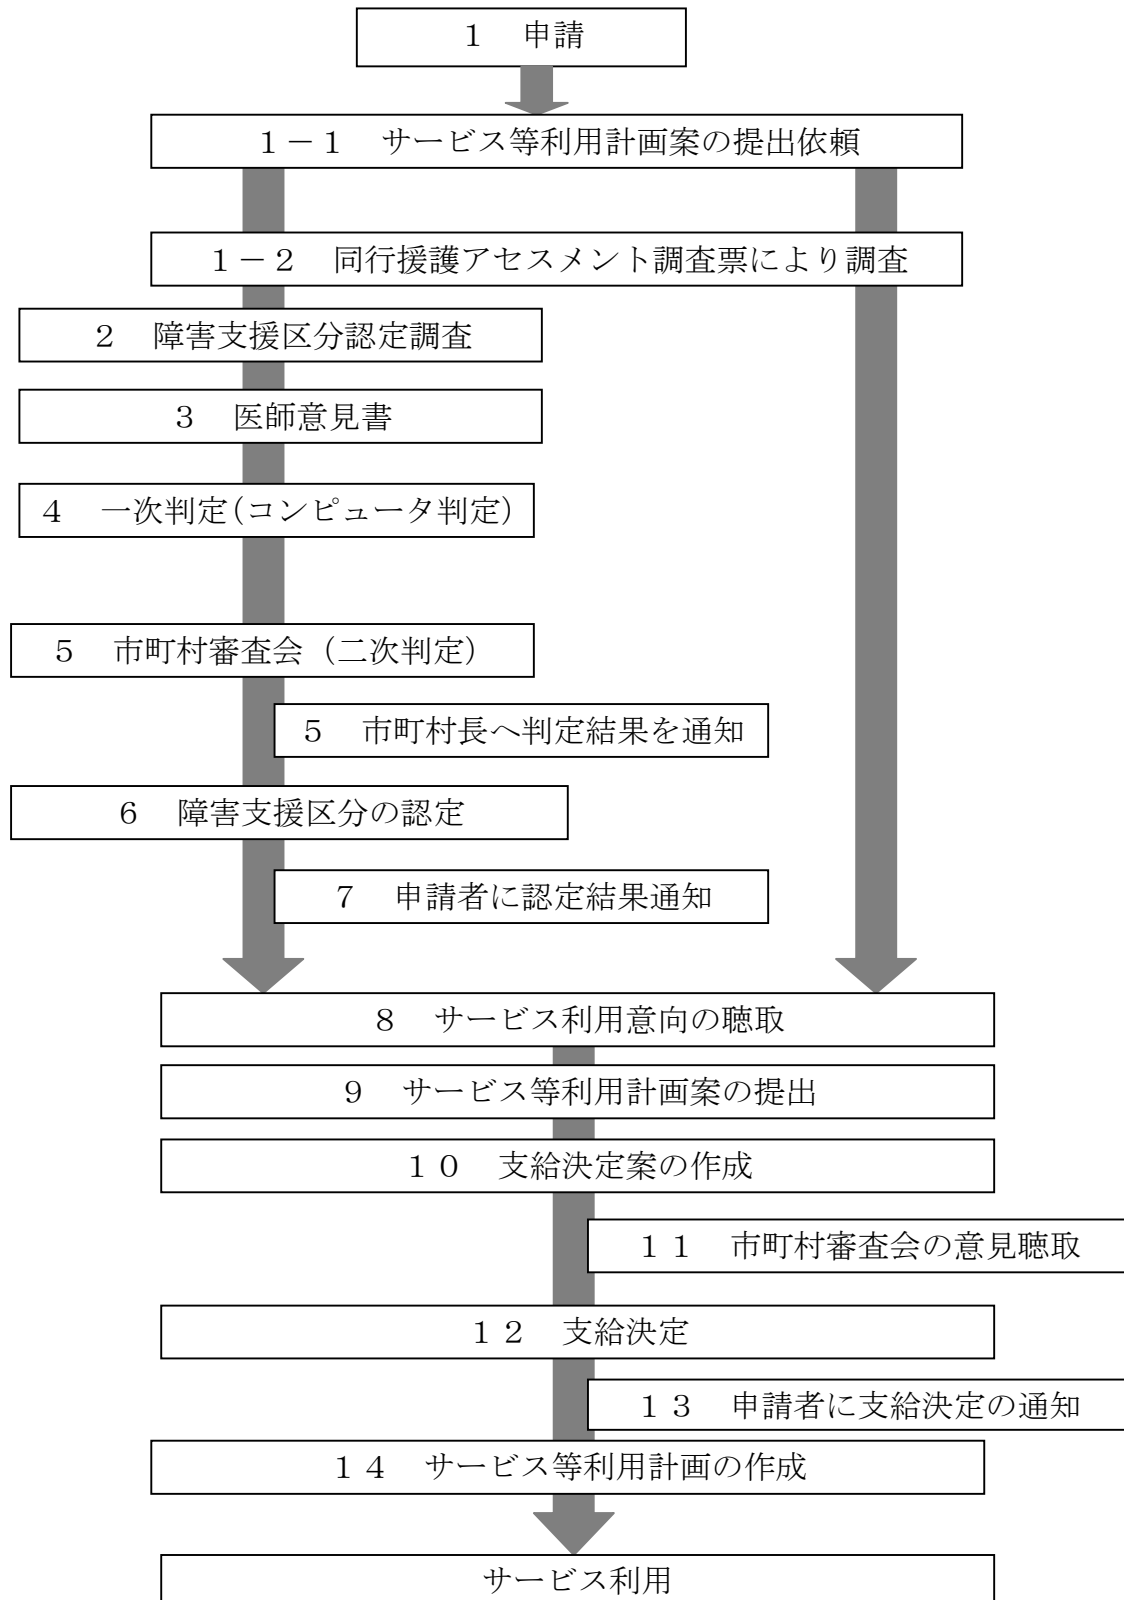 １　申請
１－１　サービス等利用計画案の提出依頼
１－２　同行援護アセスメント調査票により調査
２　障害支援区分認定調査
３　医師意見書
４　一次判定(コンピュータ判定)
５　市町村審査会（二次判定）
５　市町村長へ判定結果を通知
６　障害支援区分の認定
７　申請者に認定結果通知
８　サービス利用意向の聴取
９　サービス等利用計画案の提出
１０　支給決定案の作成
１１　市町村審査会の意見聴取
１２　支給決定
１３　申請者に支給決定の通知
１４　サービス等利用計画の作成
サービス利用